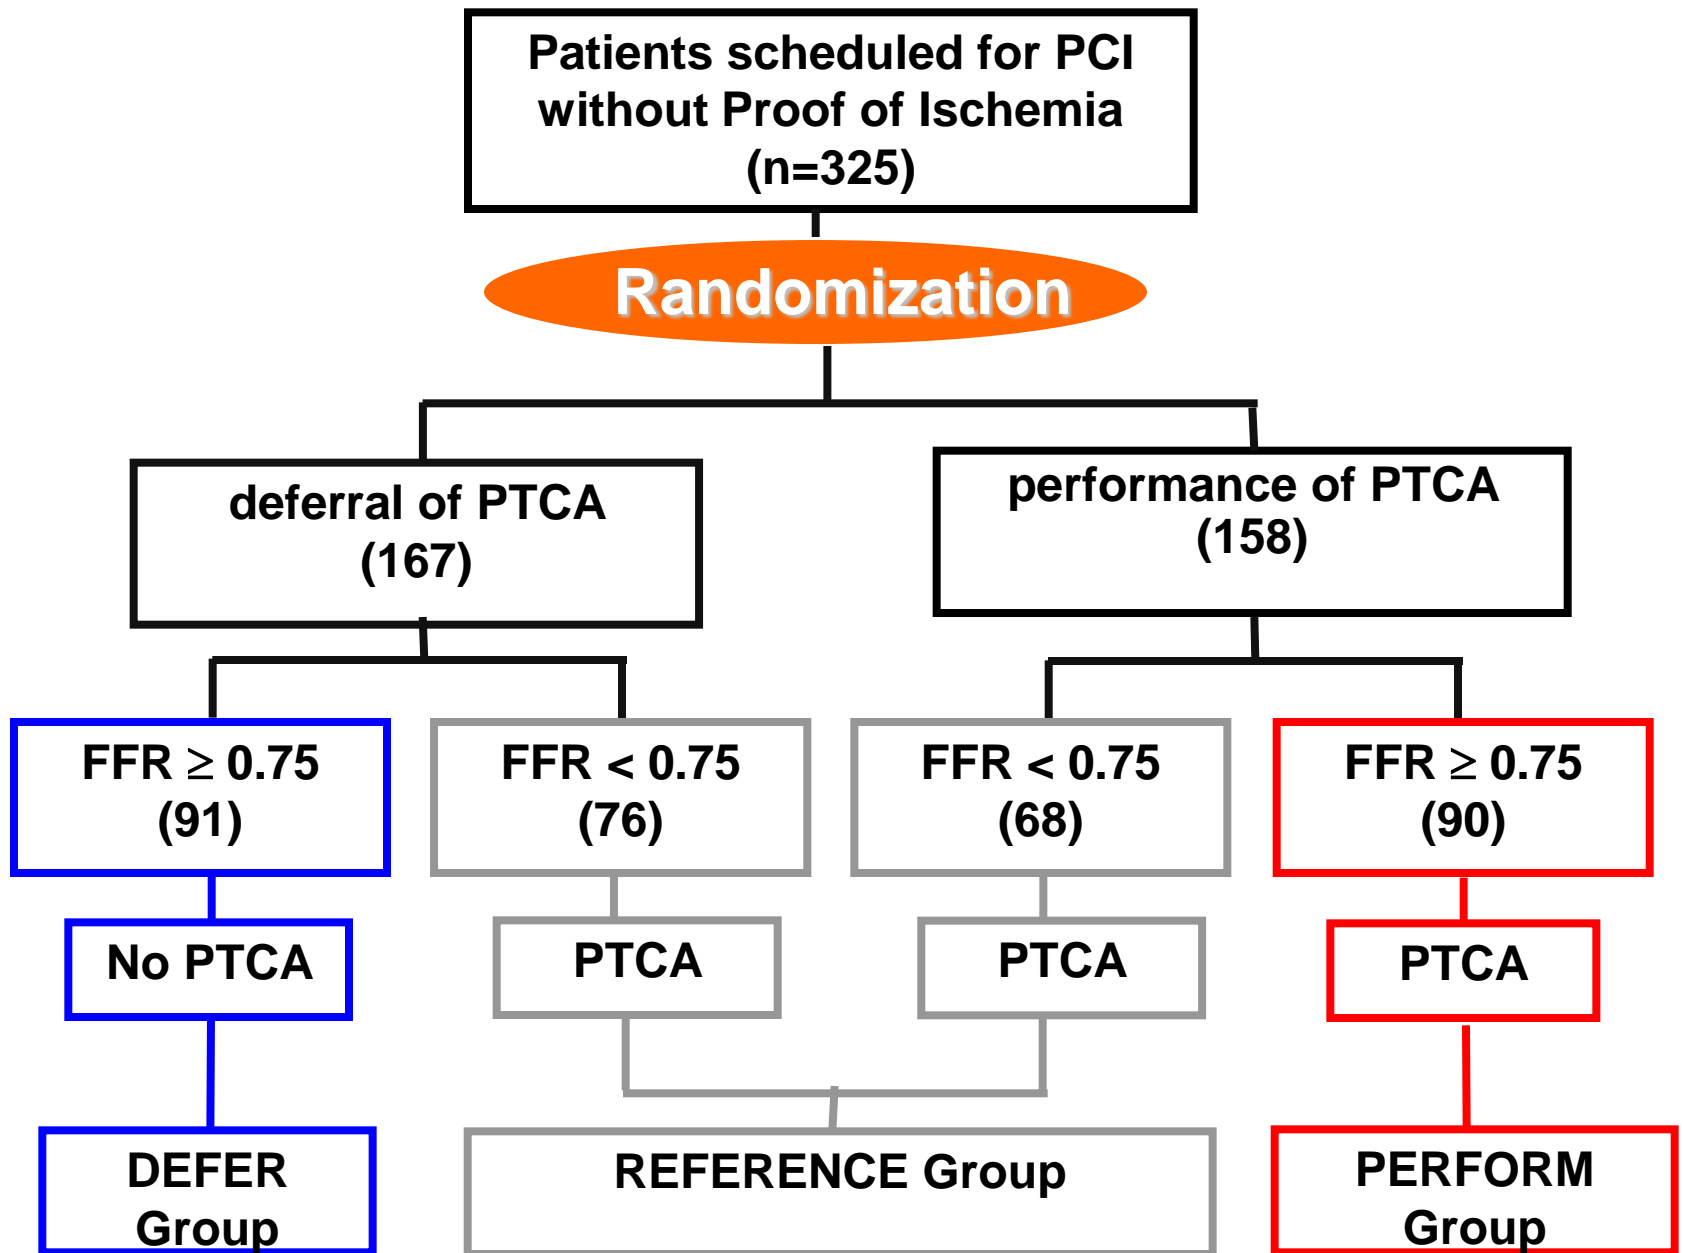 Patients scheduled for PCI
without Proof of Ischemia
(n=325)
Randomization
deferral of PTCA
(167)
performance of PTCA
(158)
FFR ≥ 0.75
(91)
FFR < 0.75
(76)
FFR < 0.75
(68)
FFR ≥ 0.75
(90)
No PTCA
PTCA
PTCA
PTCA
DEFER
Group
REFERENCE Group
PERFORM
Group